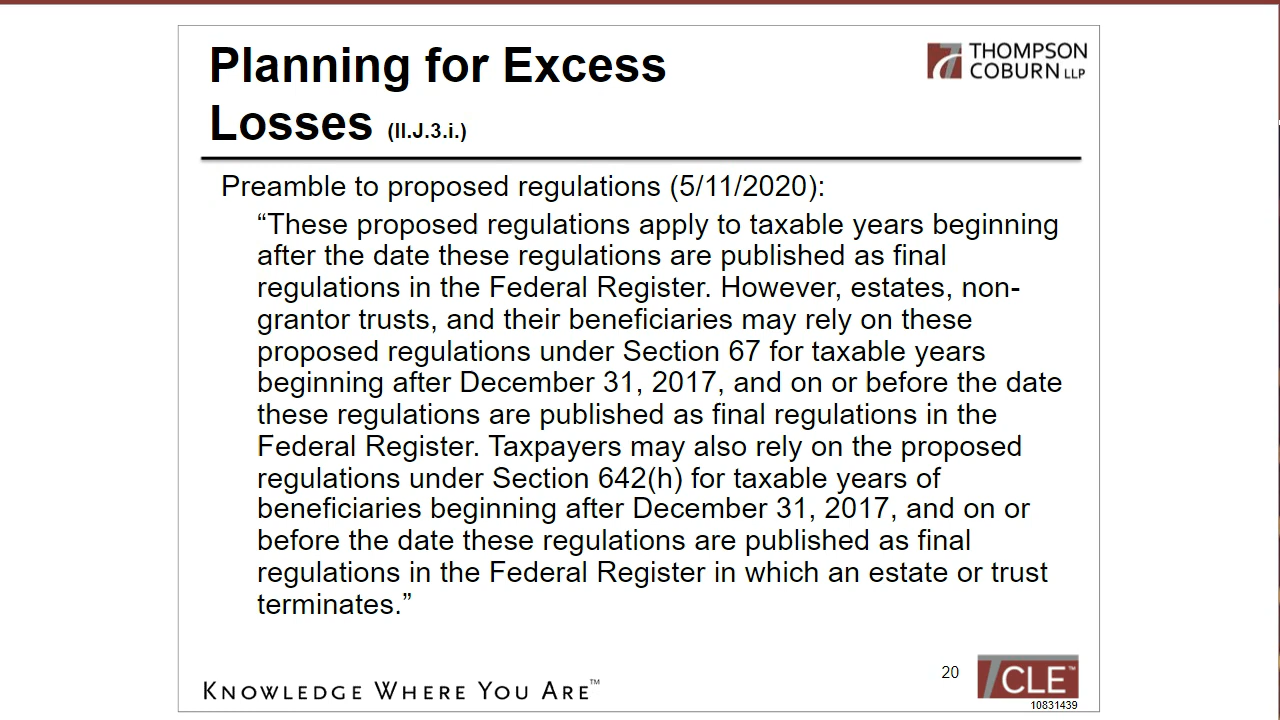 Planning for Excess
Losses (II.J.3.i.)
THOMPSON
COBURN LLP
Preamble to proposed regulations (5/11/2020):
“These proposed regulations apply to taxable years beginning
after the date these regulations are published as final
regulations in the Federal Register. However, estates, non-
grantor trusts, and their beneficiaries may rely on these
proposed regulations under Section 67 for taxable years
beginning after December 31, 2017, and on or before the date
these regulations are published as final regulations in the
Federal Register. Taxpayers may also rely on the proposed
regulations under Section 642(h) for taxable years of
beneficiaries beginning after December 31, 2017, and on or
before the date these regulations are published as final
regulations in the Federal Register in which an estate or trust
terminates.”
KNOWLEDGE WHERE YOU ARE™
20
CLE™
10831439